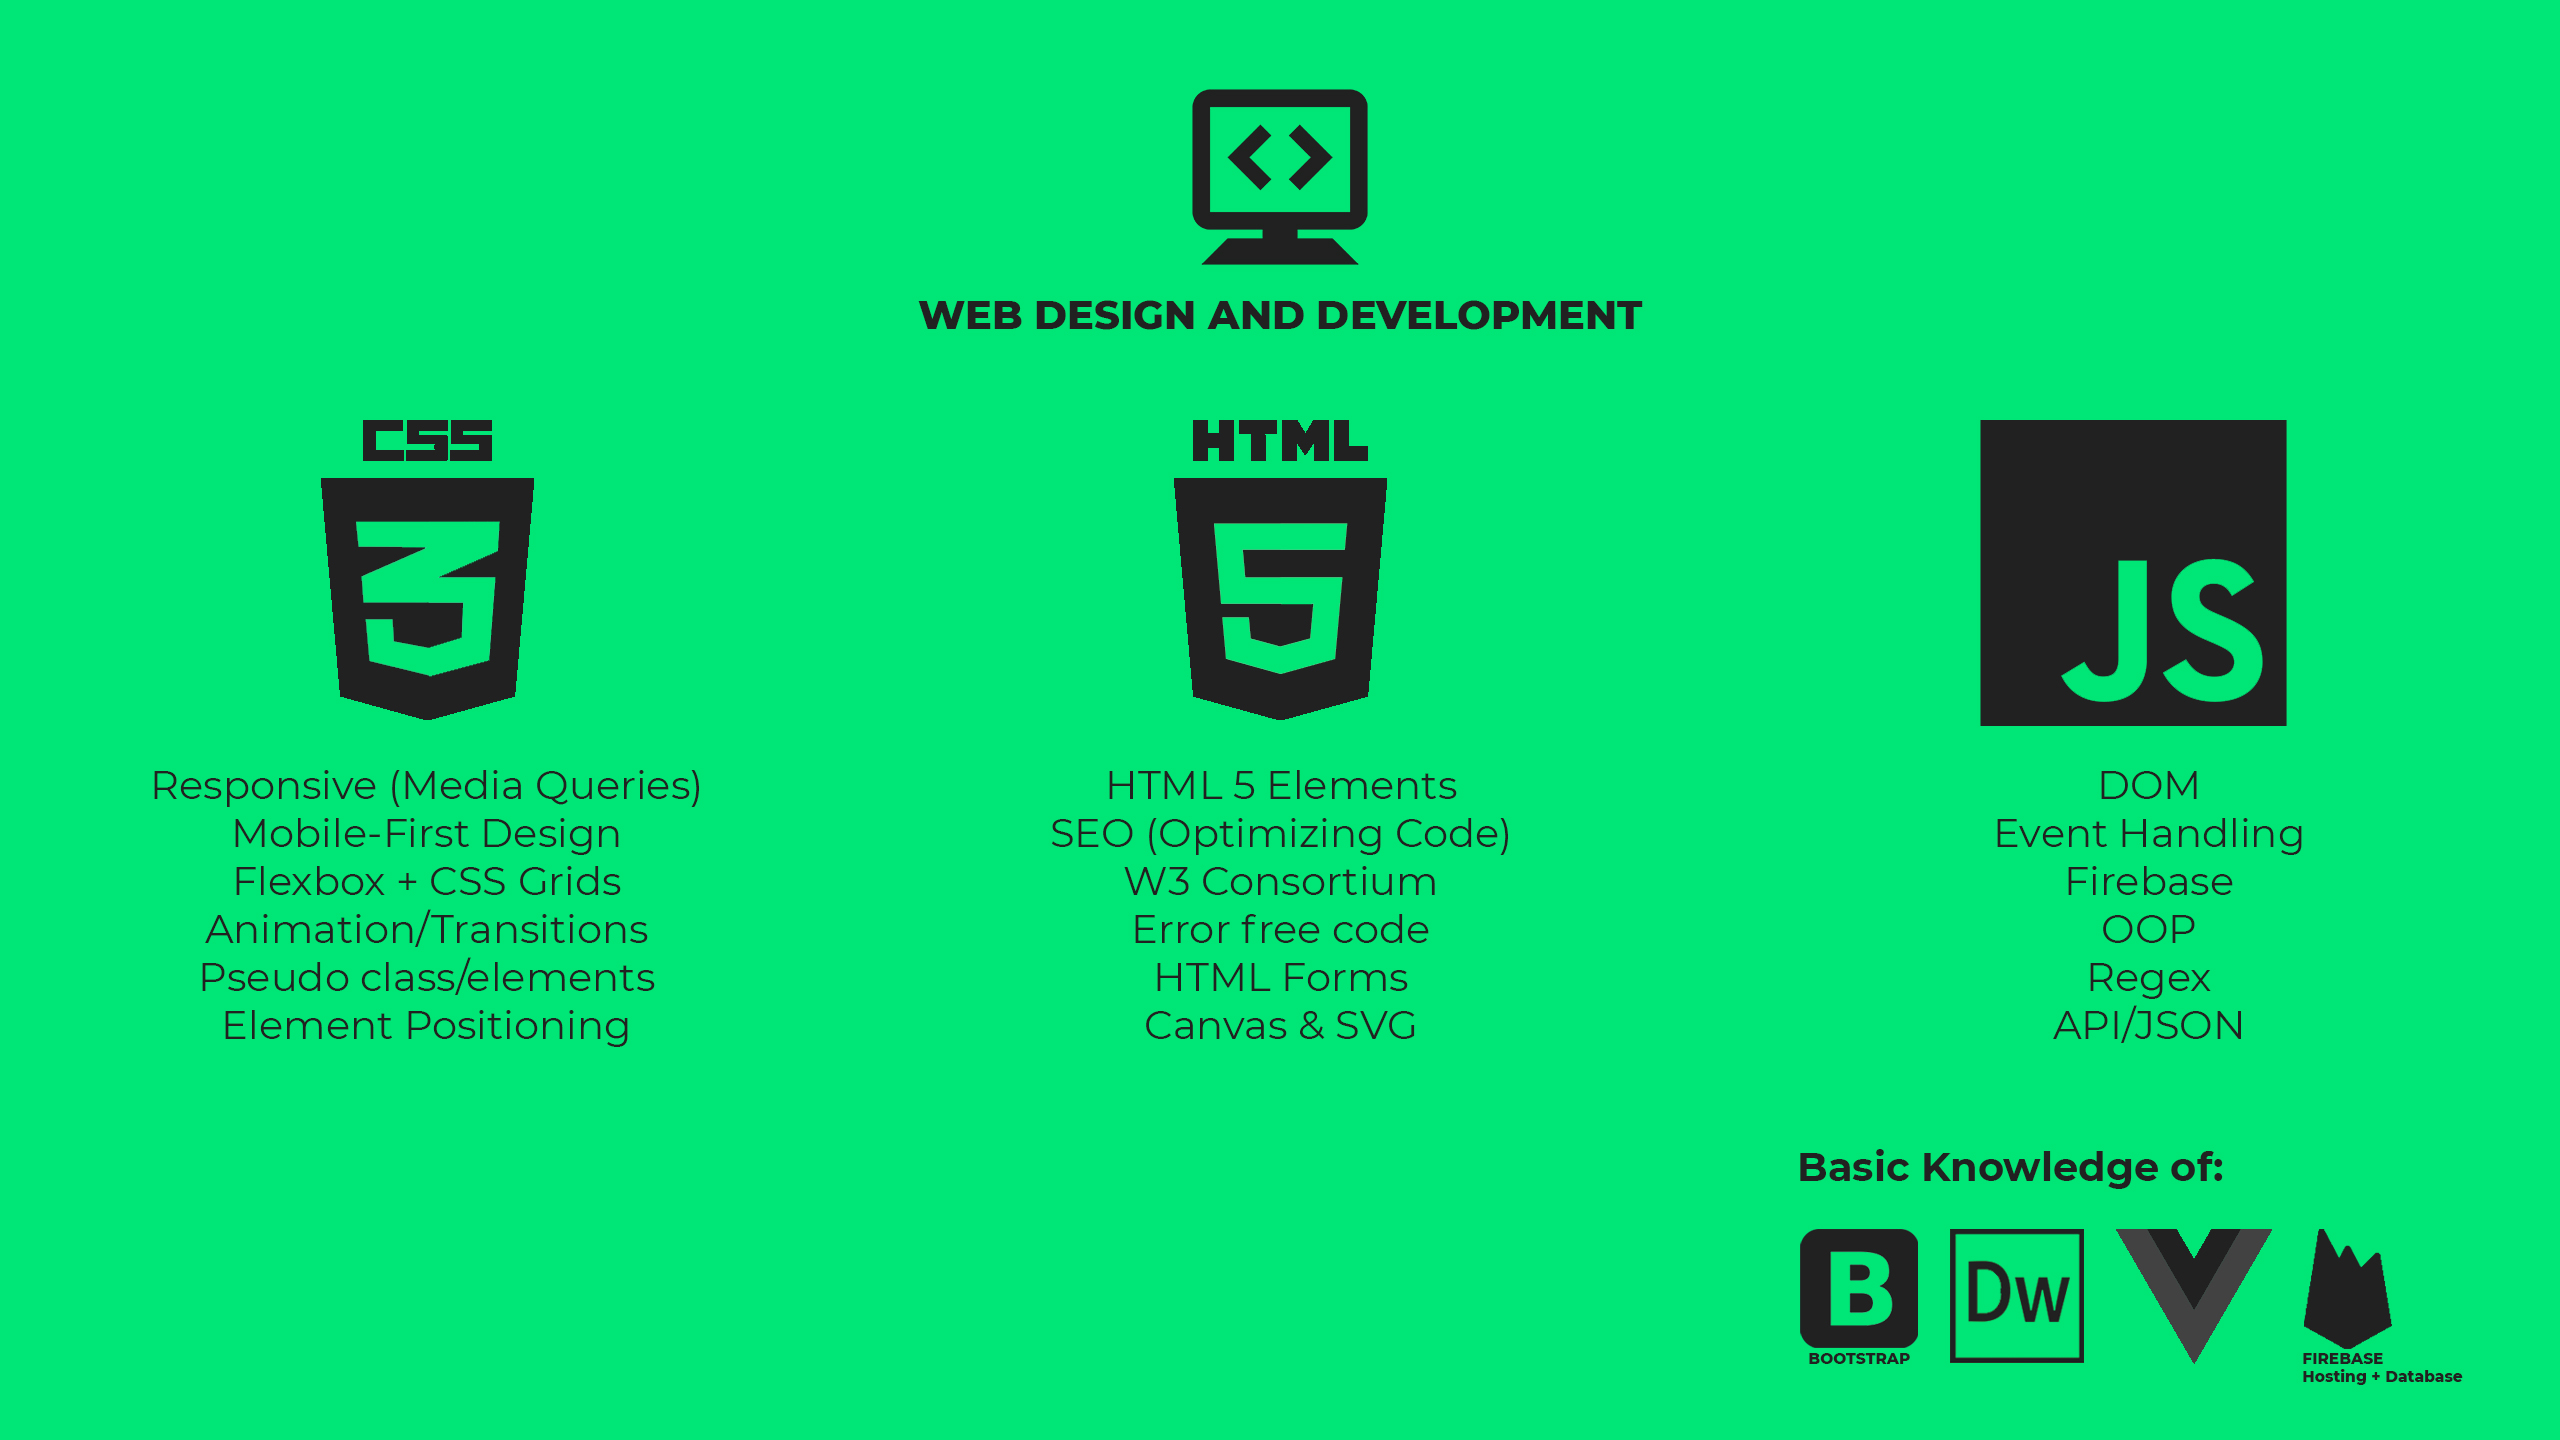 WEB DESIGN AND DEVELOPMENT
CSS
3
Responsive (Media Queries)
Mobile-First Design
Flexbox + CSS Grids
Animation/Transitions
Pseudo class/elements
Element Positioning
HTML
5
HTML 5 Elements
SEO (Optimizing Code)
W3 Consortium
Error free code
HTML Forms
Canvas & SVG
JS
DOM
Event Handling
Firebase
OOP
Regex
API/JSON
Basic Knowledge of:
B
BOOTSTRAP
Dw
FIREBASE
Hosting + Database